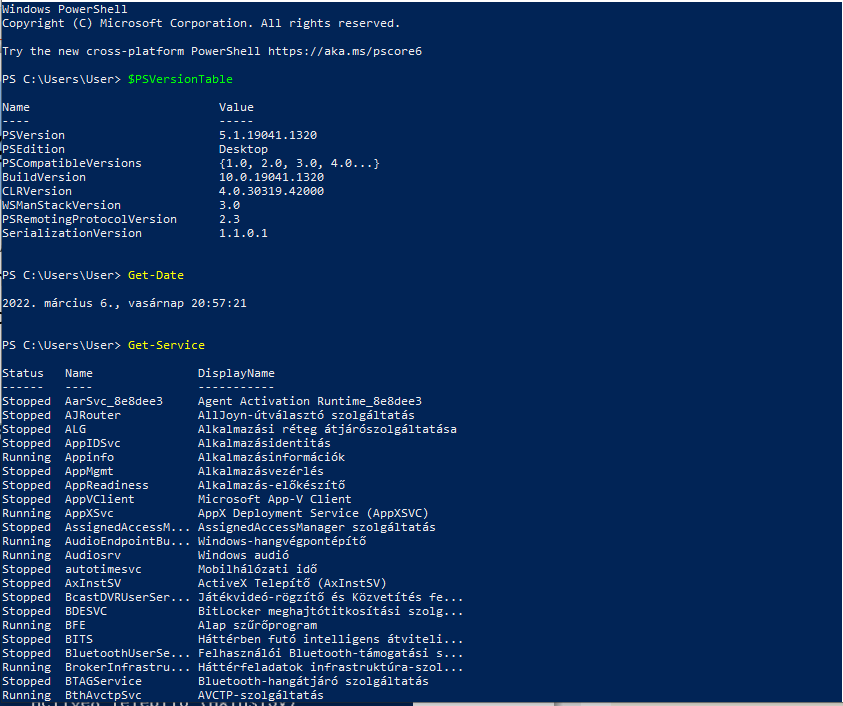 Windows PowerShell
Copyright (C) Microsoft Corporation. All rights reserved.
Try the new cross-platform PowerShell https://aka.ms/pscore6
PS C:\Users\User> $PSVersionTable
Name                           Value
----                           -----
PSVersion                      5.1.19041.1320
PSEdition                      Desktop
PSCompatibleVersions           {1.0, 2.0, 3.0, 4.0...}
BuildVersion                   10.0.19041.1320
CLRVersion                     4.0.30319.42000
WSManStackVersion              3.0
PSRemotingProtocolVersion      2.3
SerializationVersion           1.1.0.1
PS C:\Users\User> Get-Date
2022. március 6., vasárnap 20:57:21
PS C:\Users\User> Get-Service
Status   Name               DisplayName
------   ----               -----------
Stopped  AarSvc_8e8dee3     Agent Activation Runtime_8e8dee3
Stopped  AJRouter           AllJoyn-útválasztó szolgáltatás
Stopped  ALG                Alkalmazási réteg átjárószolgáltatása
Stopped  AppIDSvc           Alkalmazásidentitás
Running  Appinfo            Alkalmazásinformációk
Stopped  AppMgmt            Alkalmazásvezérlés
Stopped  AppReadiness       Alkalmazás-előkészítő
Stopped  AppVClient         Microsoft App-V Client
Running  AppXSvc            AppX Deployment Service (AppXSVC)
Stopped  AssignedAccessM... AssignedAccessManager szolgáltatás
Running  AudioEndpointBu... Windows-hangvégpontépítő
Running  Audiosrv           Windows audió
Stopped  autotimesvc        Mobilhálózati idő
Stopped  AxInstSV           ActiveX Telepítő (AxInstSV)
Stopped  BcastDVRUserSer... Játékvideó-rögzítő és Közvetítés fe...
Stopped  BDESVC             BitLocker meghajtótitkosítási szolg...
Running  BFE                Alap szűrőprogram
Stopped  BITS               Háttérben futó intelligens átviteli...
Stopped  BluetoothUserSe... Felhasználói Bluetooth-támogatási s...
Running  BrokerInfrastru... Háttérfeladatok infrastruktúra-szol...
Stopped  BTAGService        Bluetooth-hangátjáró szolgáltatás
Running  BthAvctpSvc        AVCTP-szolgáltatás